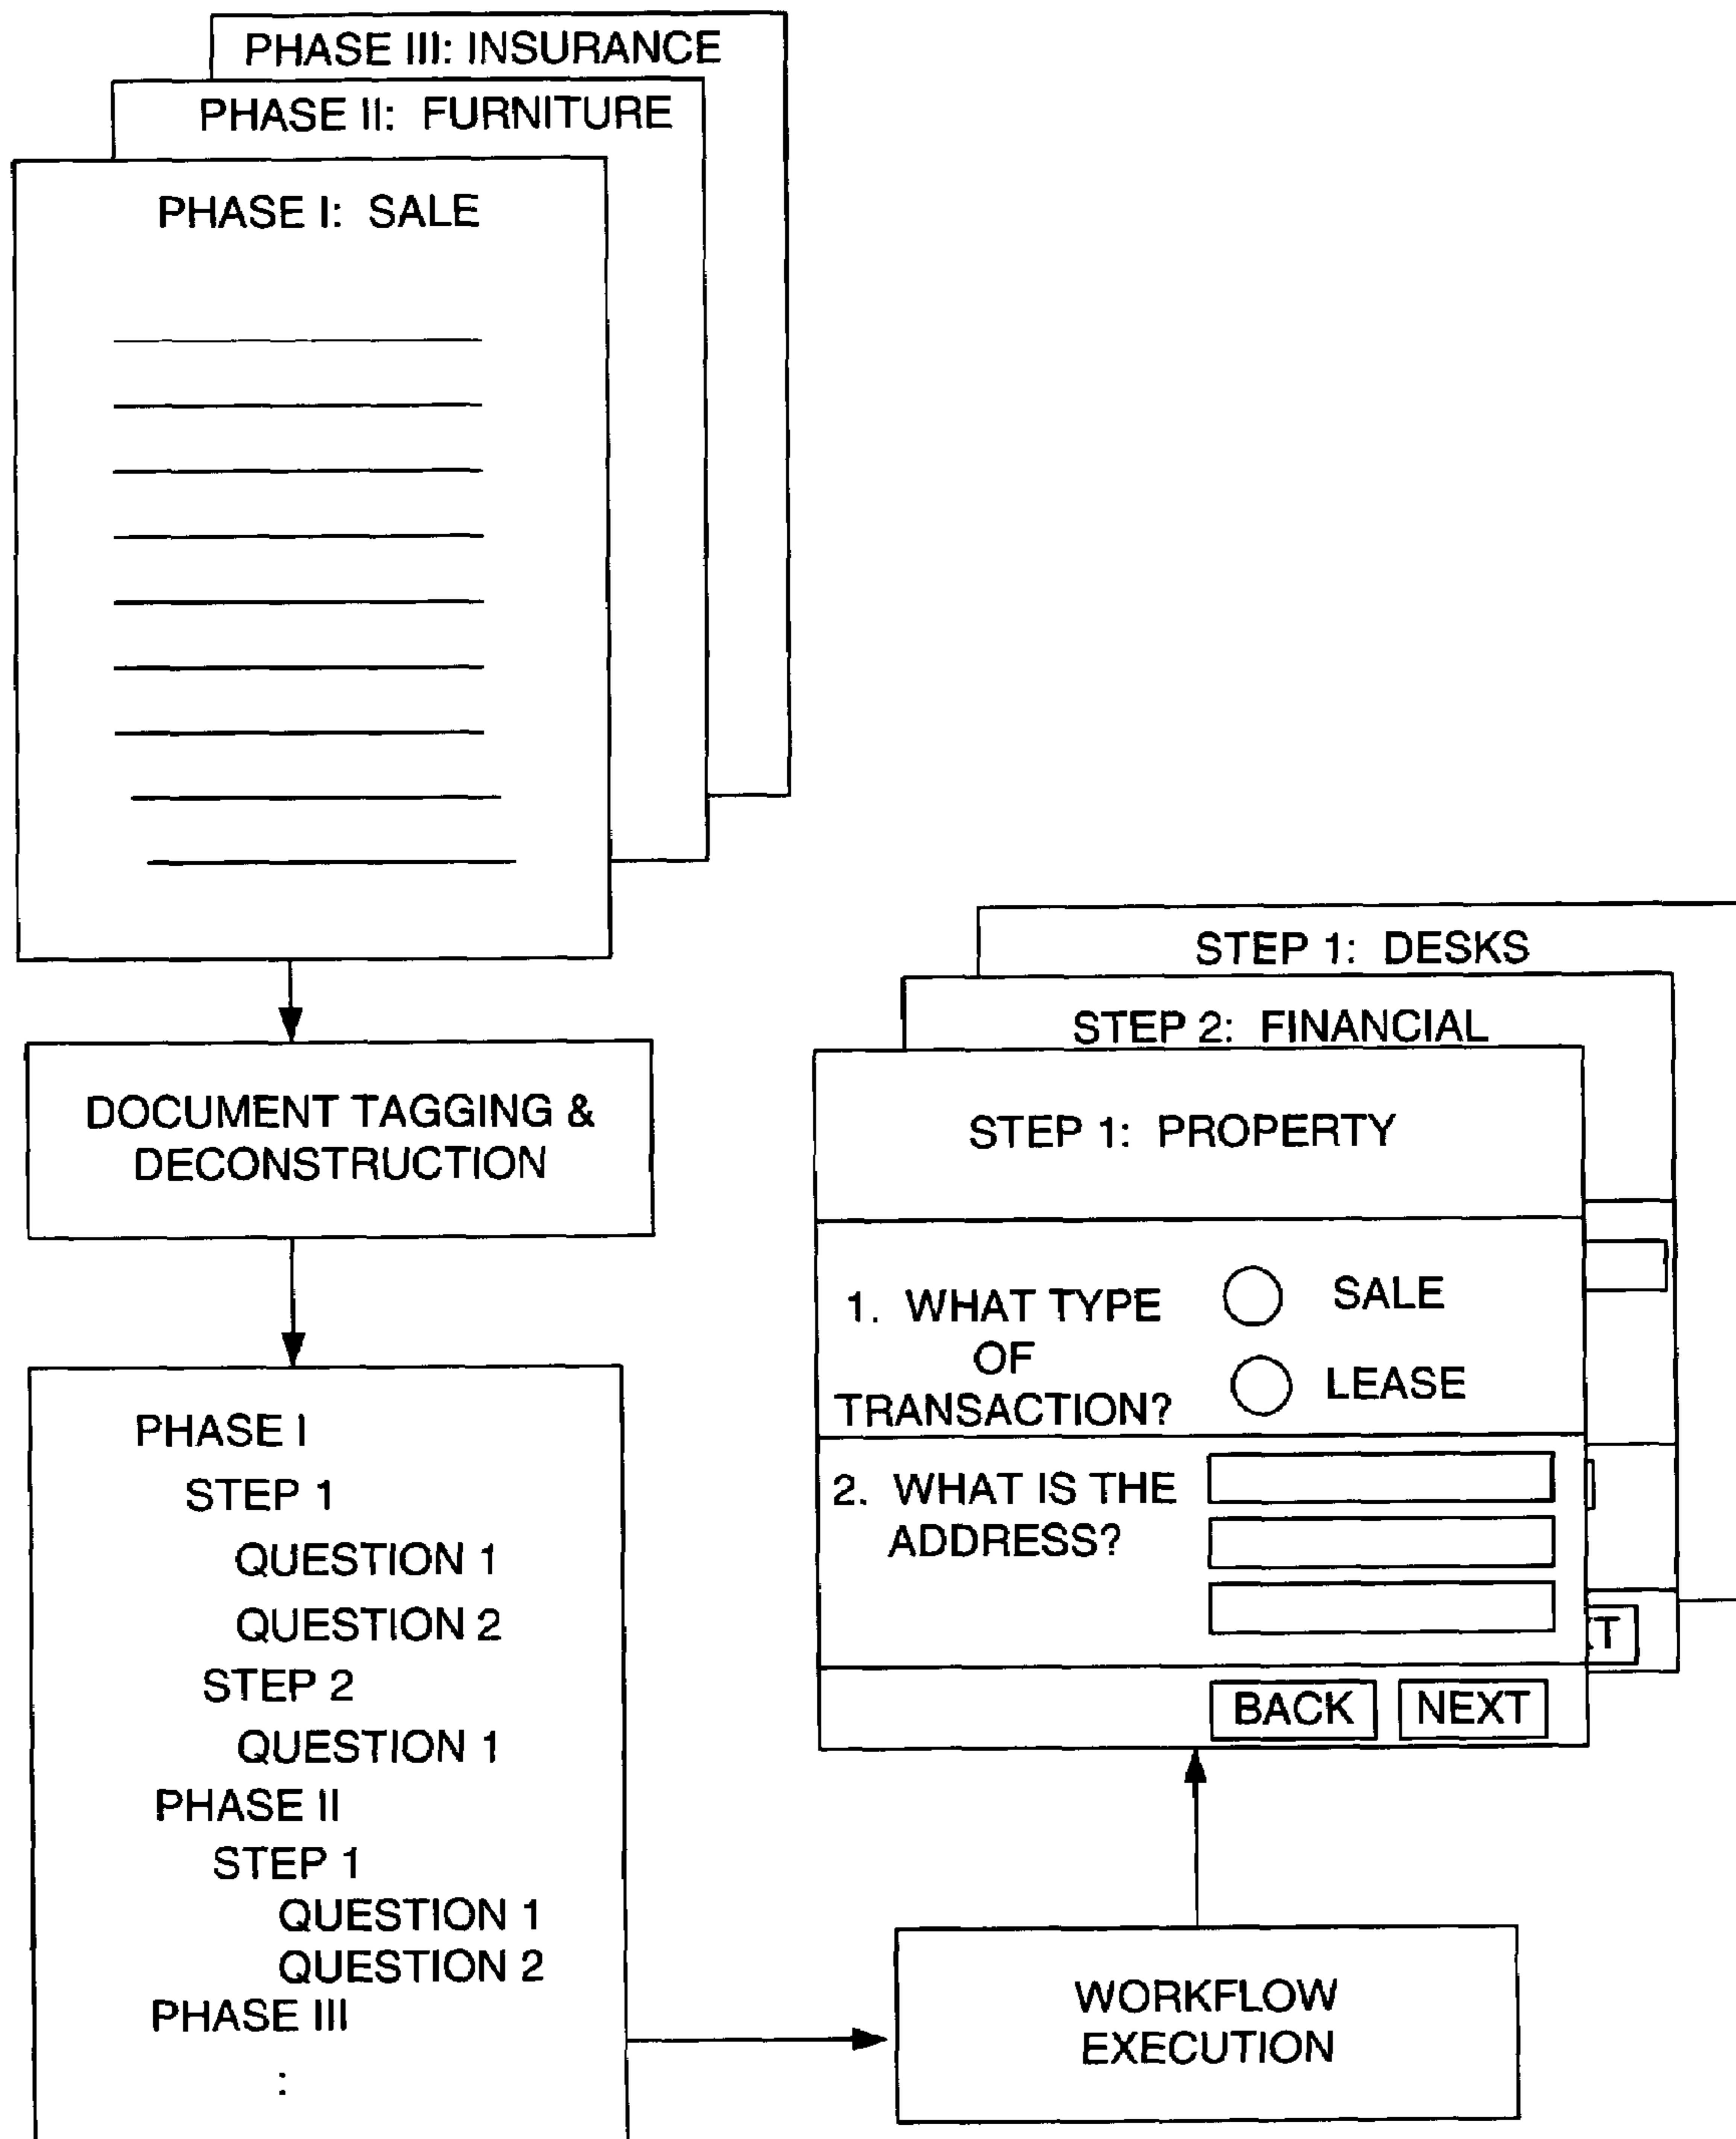 PHASE III: INSURANCE
PHASE II: FURNITURE
PHASE I: SALE
DOCUMENT TAGGING &
DECONSTRUCTION
PHASE I
STEP 1
QUESTION 1
QUESTION 2
STEP 2
QUESTION 1
PHASE II
STEP 1
QUESTION 1
QUESTION 2
PHASE III
:
WORKFLOW
EXECUTION
STEP 1: DESKS
STEP 2: FINANCIAL
STEP 1: PROPERTY
1. WHAT TYPE
OF
TRANSACTION?
SALE
LEASE
2. WHAT IS THE
ADDRESS?
BACK NEXT